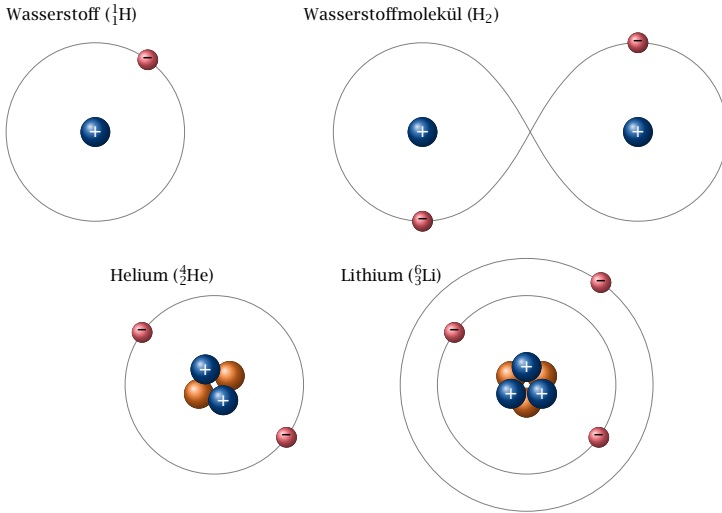 Wasserstoff (¹₁H)
Wasserstoffmolekül (H₂)
Helium (⁴₂He)
Lithium (⁶₃Li)